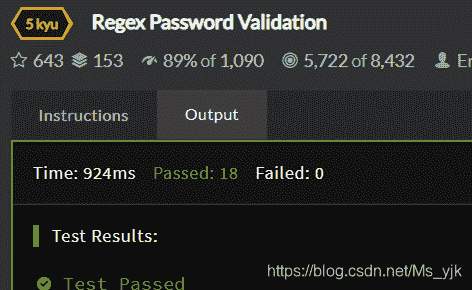 5 kyu Regex Password Validation
643 153 89% of 1,090 5,722 of 8,432
Instructions Output
Time: 924ms Passed: 18 Failed: 0
Test Results:
Test Passed
https://blog.csdn.net/Ms_yjk